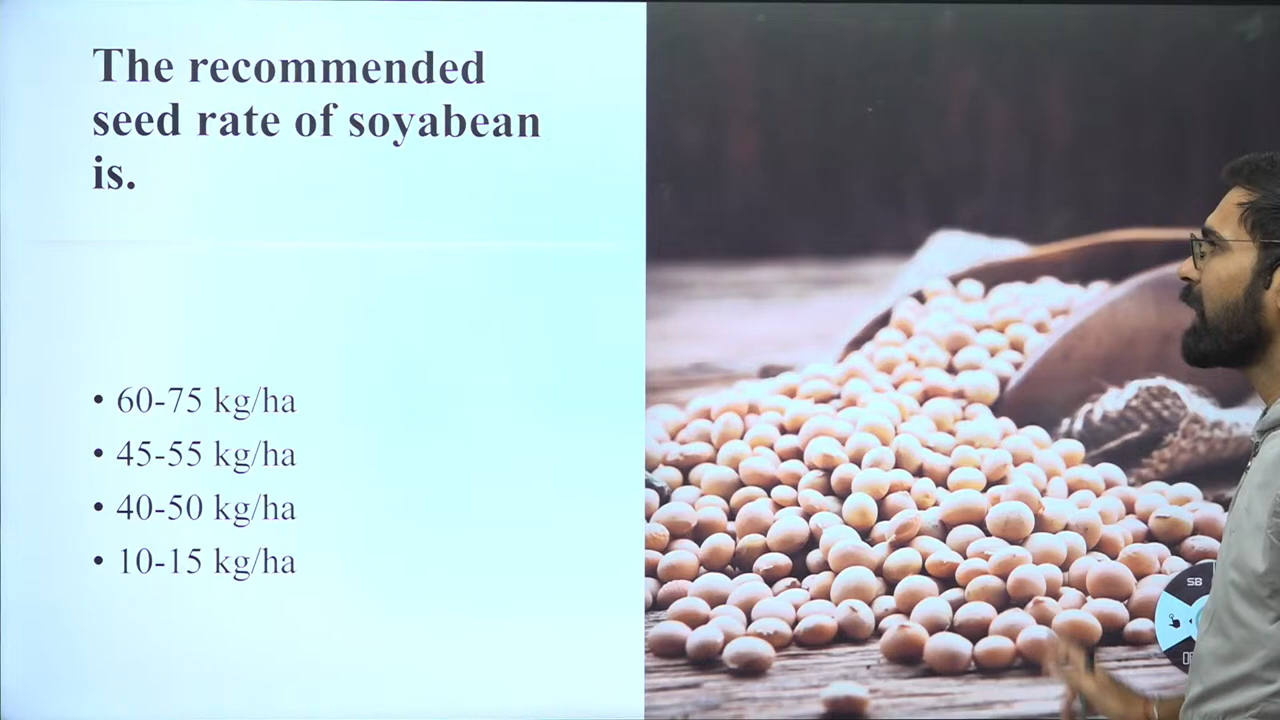 The recommended
seed rate of soyabean
is.
• 60-75 kg/ha
• 45-55 kg/ha
• 40-50 kg/ha
• 10-15 kg/ha
SB